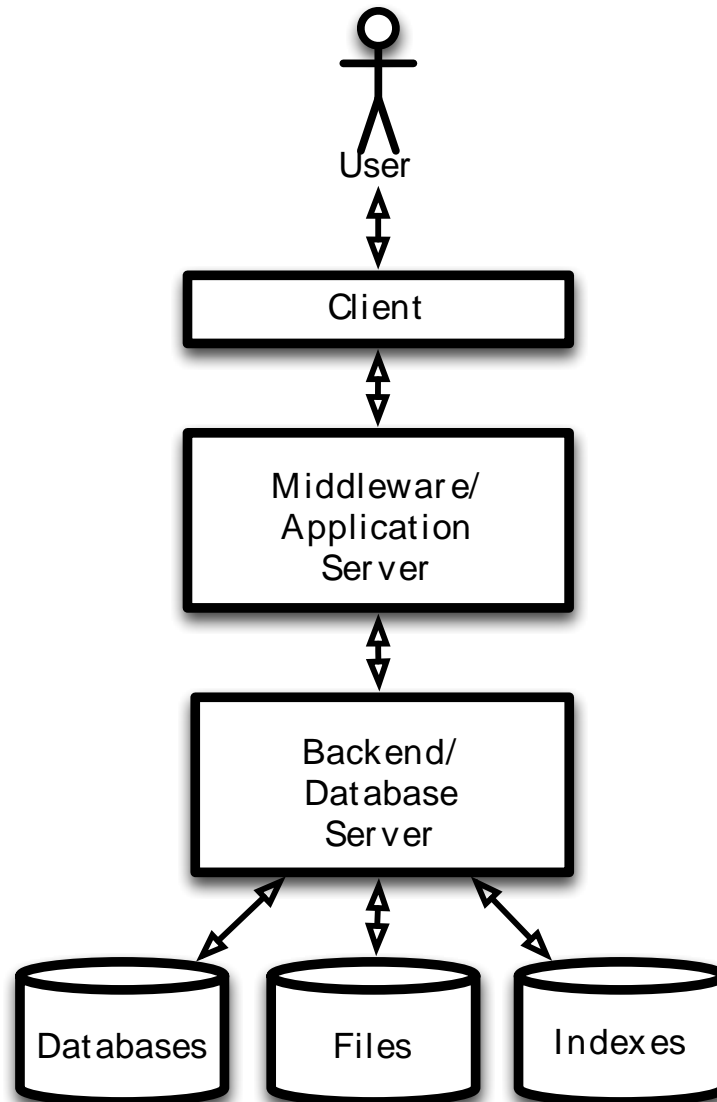 User
Client
Middleware/
Application
Server
Backend/
Database
Server
Databases
Files
Indexes